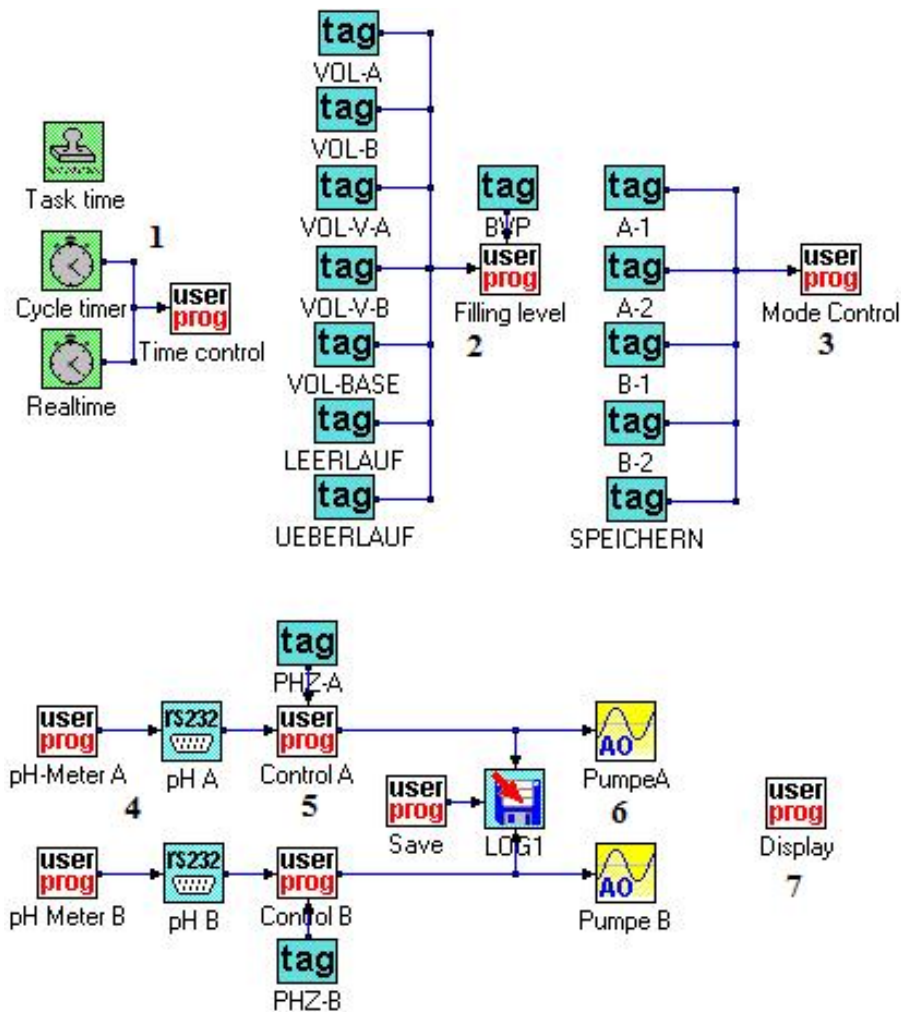 tag
VOL-A
tag
VOL-B
Task time
tag
VOL-V-A
tag
BWP
tag
A-1
1
Cycle timer
user
prog
Time control
Realtime
tag
VOL-V-B
user
prog
Filling level
2
tag
A-2
user
prog
Mode Control
3
tag
VOL-BASE
tag
B-1
tag
LEERLAUF
tag
B-2
tag
UEBERLAUF
tag
SPEICHERN
tag
PHZ-A
user
prog
pH-Meter A
rs232
pH A
user
prog
Control A
AO
PumpeA
4
5
6
user
prog
Save
LOG1
user
prog
Display
7
user
prog
pH Meter B
rs232
pH B
user
prog
Control B
AO
Pumpe B
tag
PHZ-B